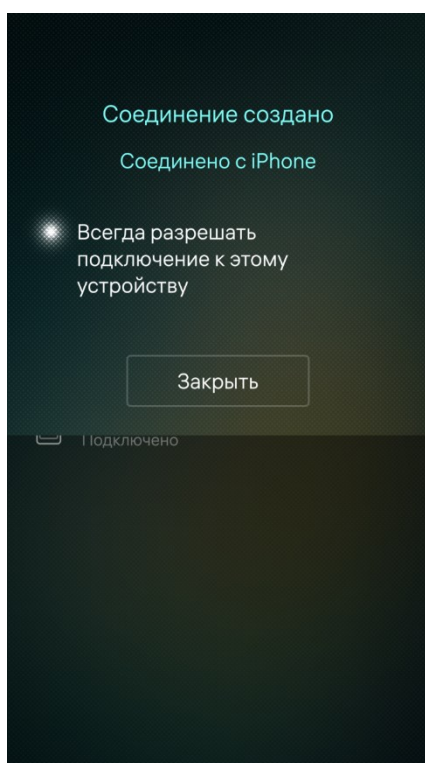 Соединение создано
Соединено с iPhone
Всегда разрешать
подключение к этому
устройству
Закрыть
Подключено